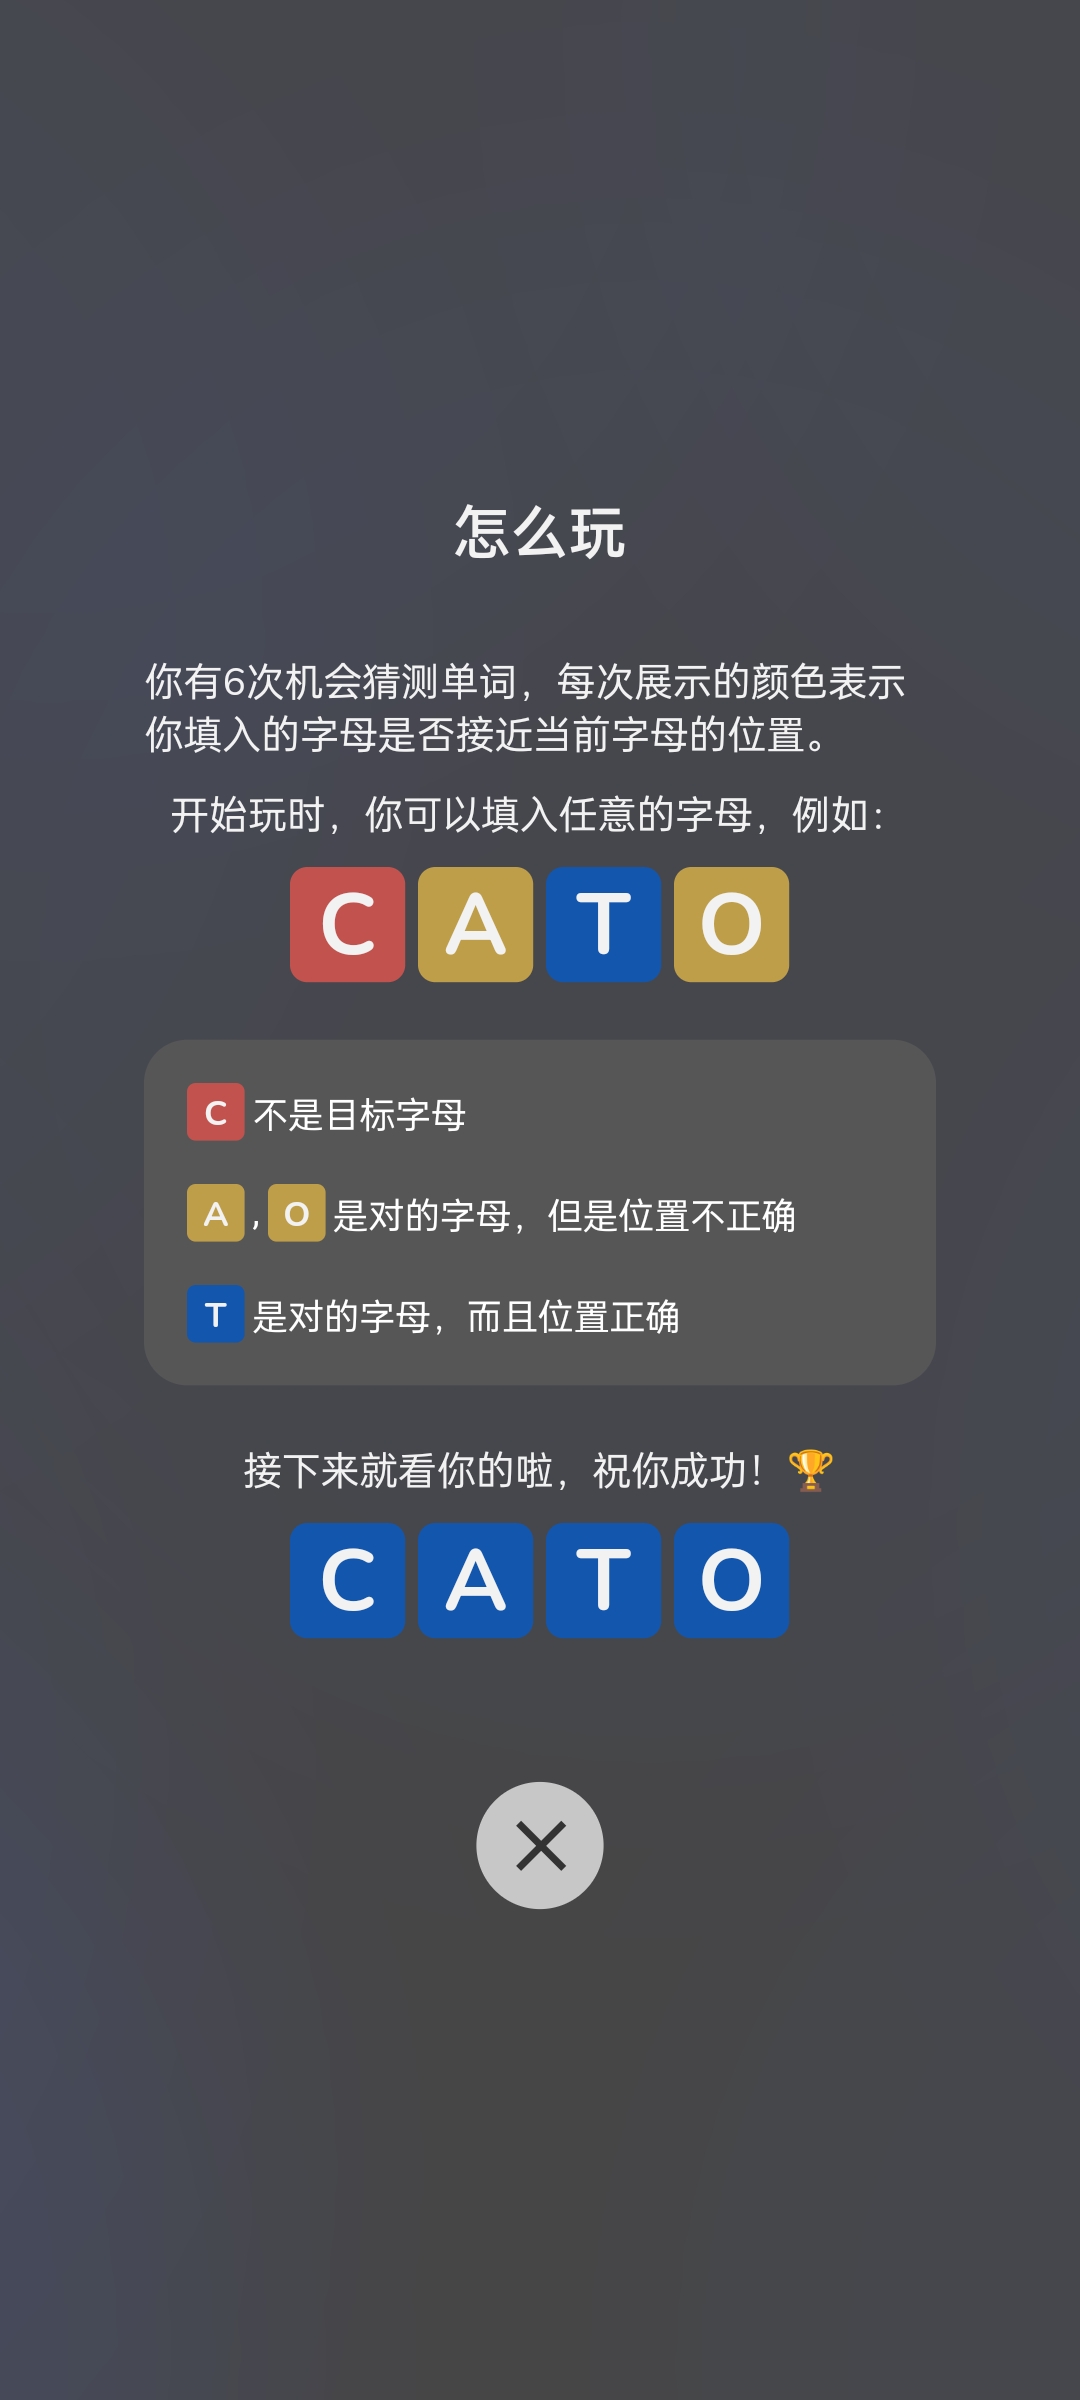 怎么玩
你有6次机会猜测单词，每次展示的颜色表示
你填入的字母是否接近当前字母的位置。
开始玩时，你可以填入任意的字母，例如：
C A T O
C 不是目标字母
A , O 是对的字母，但是位置不正确
T 是对的字母，而且位置正确
接下来就看你的啦，祝你成功！🏆
C A T O